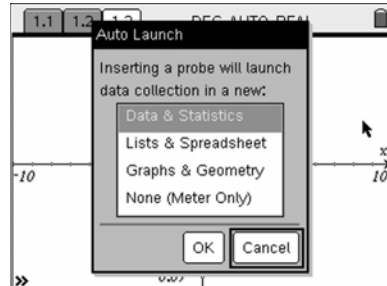 1.1 1.2 1.3 DEG AUTO REAL
Auto Launch
Inserting a probe will launch
data collection in a new:
Data & Statistics
Lists & Spreadsheet
Graphs & Geometry
None (Meter Only)
OK Cancel
x
-10 10
»